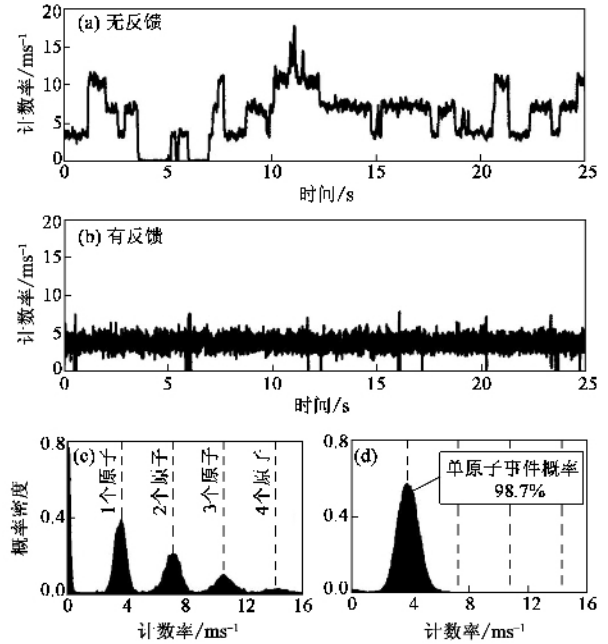 (a) 无反馈
20
15
10
5
0
计数率/ms⁻¹
0 5 10 15 20 25
时间/s
(b) 有反馈
20
15
10
5
0
计数率/ms⁻¹
0 5 10 15 20 25
时间/s
(c)
0.8
0.4
0.0
概率密度
1个原子
2个原子
3个原子
4个原子
0 4 8 12 16
计数率/ms⁻¹
(d)
0.8
0.4
0.0
单原子事件概率
98.7%
0 4 8 12 16
计数率/ms⁻¹